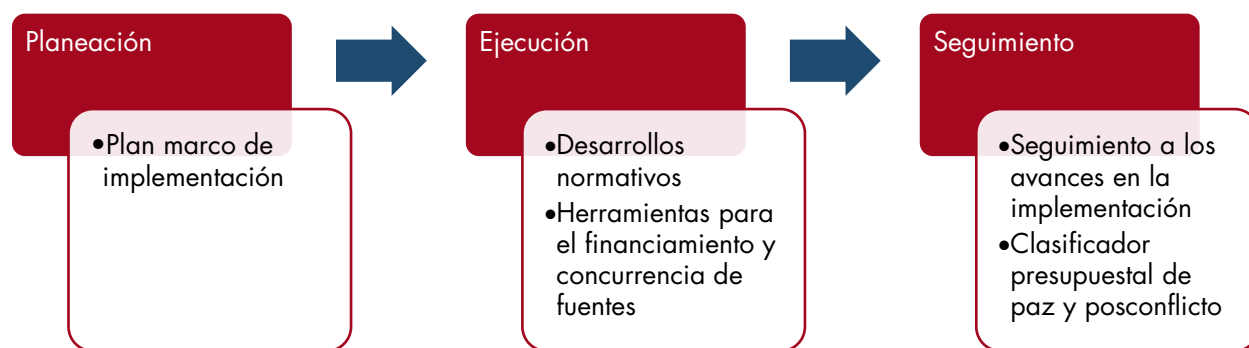 Planeación
•Plan marco de
implementación
Ejecución
•Desarrollos
normativos
•Herramientas para
el financiamiento y
concurrencia de
fuentes
Seguimiento
•Seguimiento a los
avances en la
implementación
•Clasificador
presupuestal de
paz y posconflicto